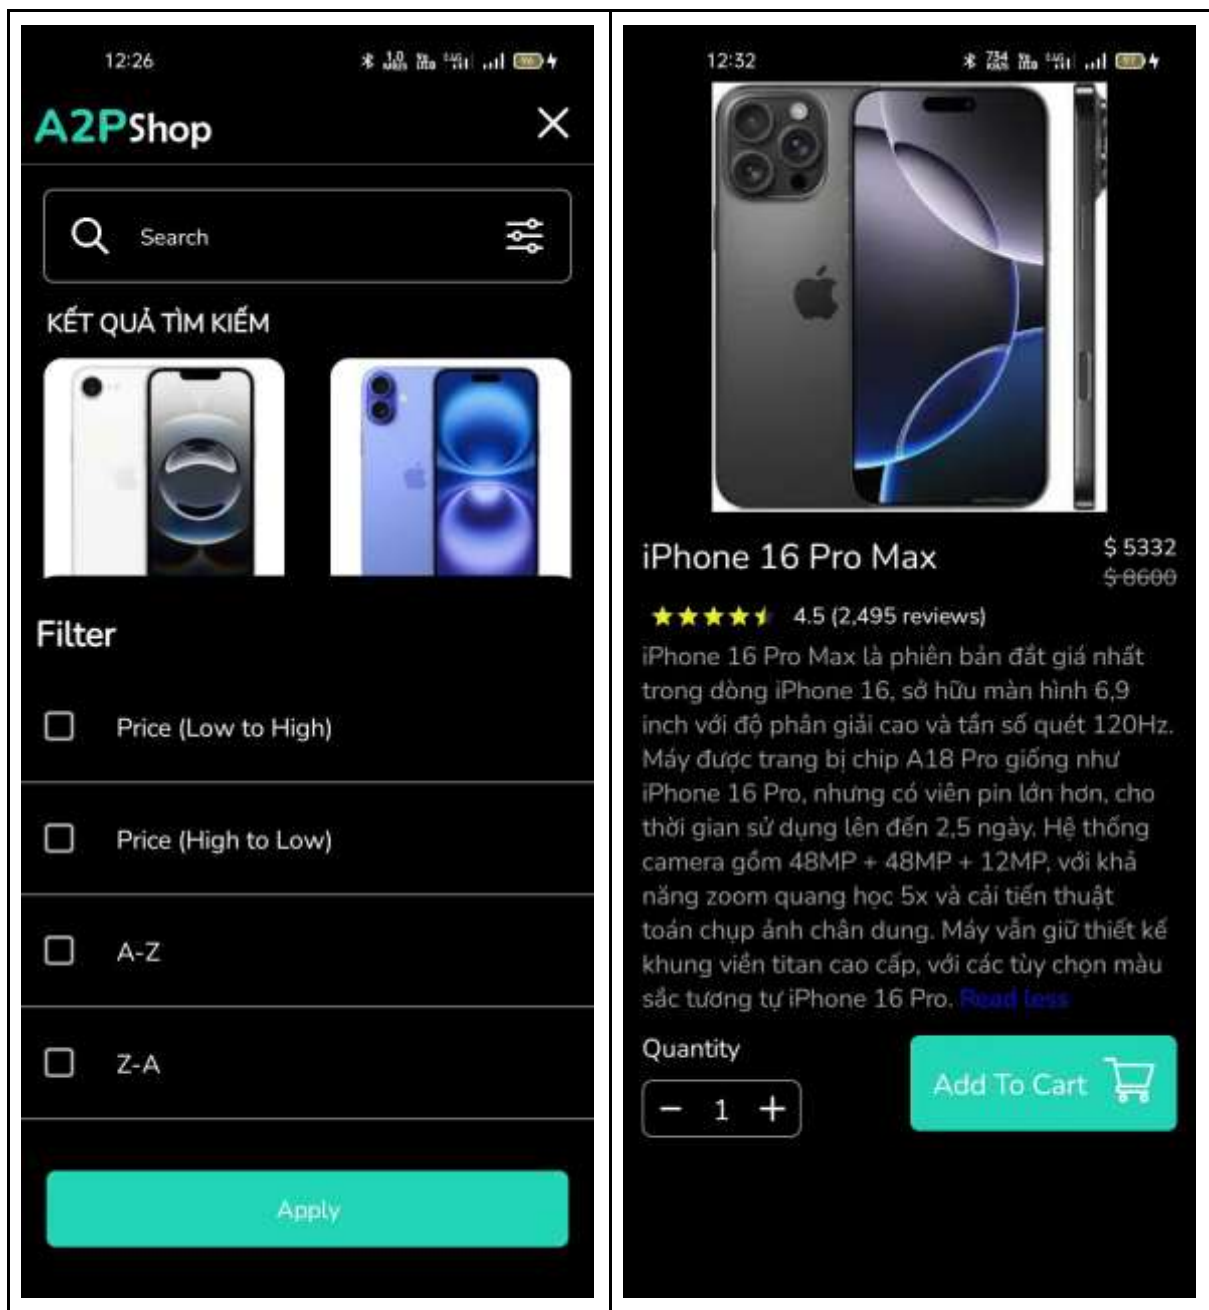 12:26
A2PShop
Search
KẾT QUẢ TÌM KIẾM
Filter
Price (Low to High)
Price (High to Low)
A-Z
Z-A
Apply
12:32
iPhone 16 Pro Max
$ 5332
$ 8600
4.5 (2,495 reviews)
iPhone 16 Pro Max là phiên bản đắt giá nhất
trong dòng iPhone 16, sở hữu màn hình 6,9
inch với độ phân giải cao và tần số quét 120Hz.
Máy được trang bị chip A18 Pro giống như
iPhone 16 Pro, nhưng có viên pin lớn hơn, cho
thời gian sử dụng lên đến 2,5 ngày. Hệ thống
camera gồm 48MP + 48MP + 12MP, với khả
năng zoom quang học 5x và cải tiến thuật
toán chụp ảnh chân dung. Máy vẫn giữ thiết kế
khung viền titan cao cấp, với các tùy chọn màu
sắc tương tự iPhone 16 Pro. Read less
Quantity
1
Add To Cart